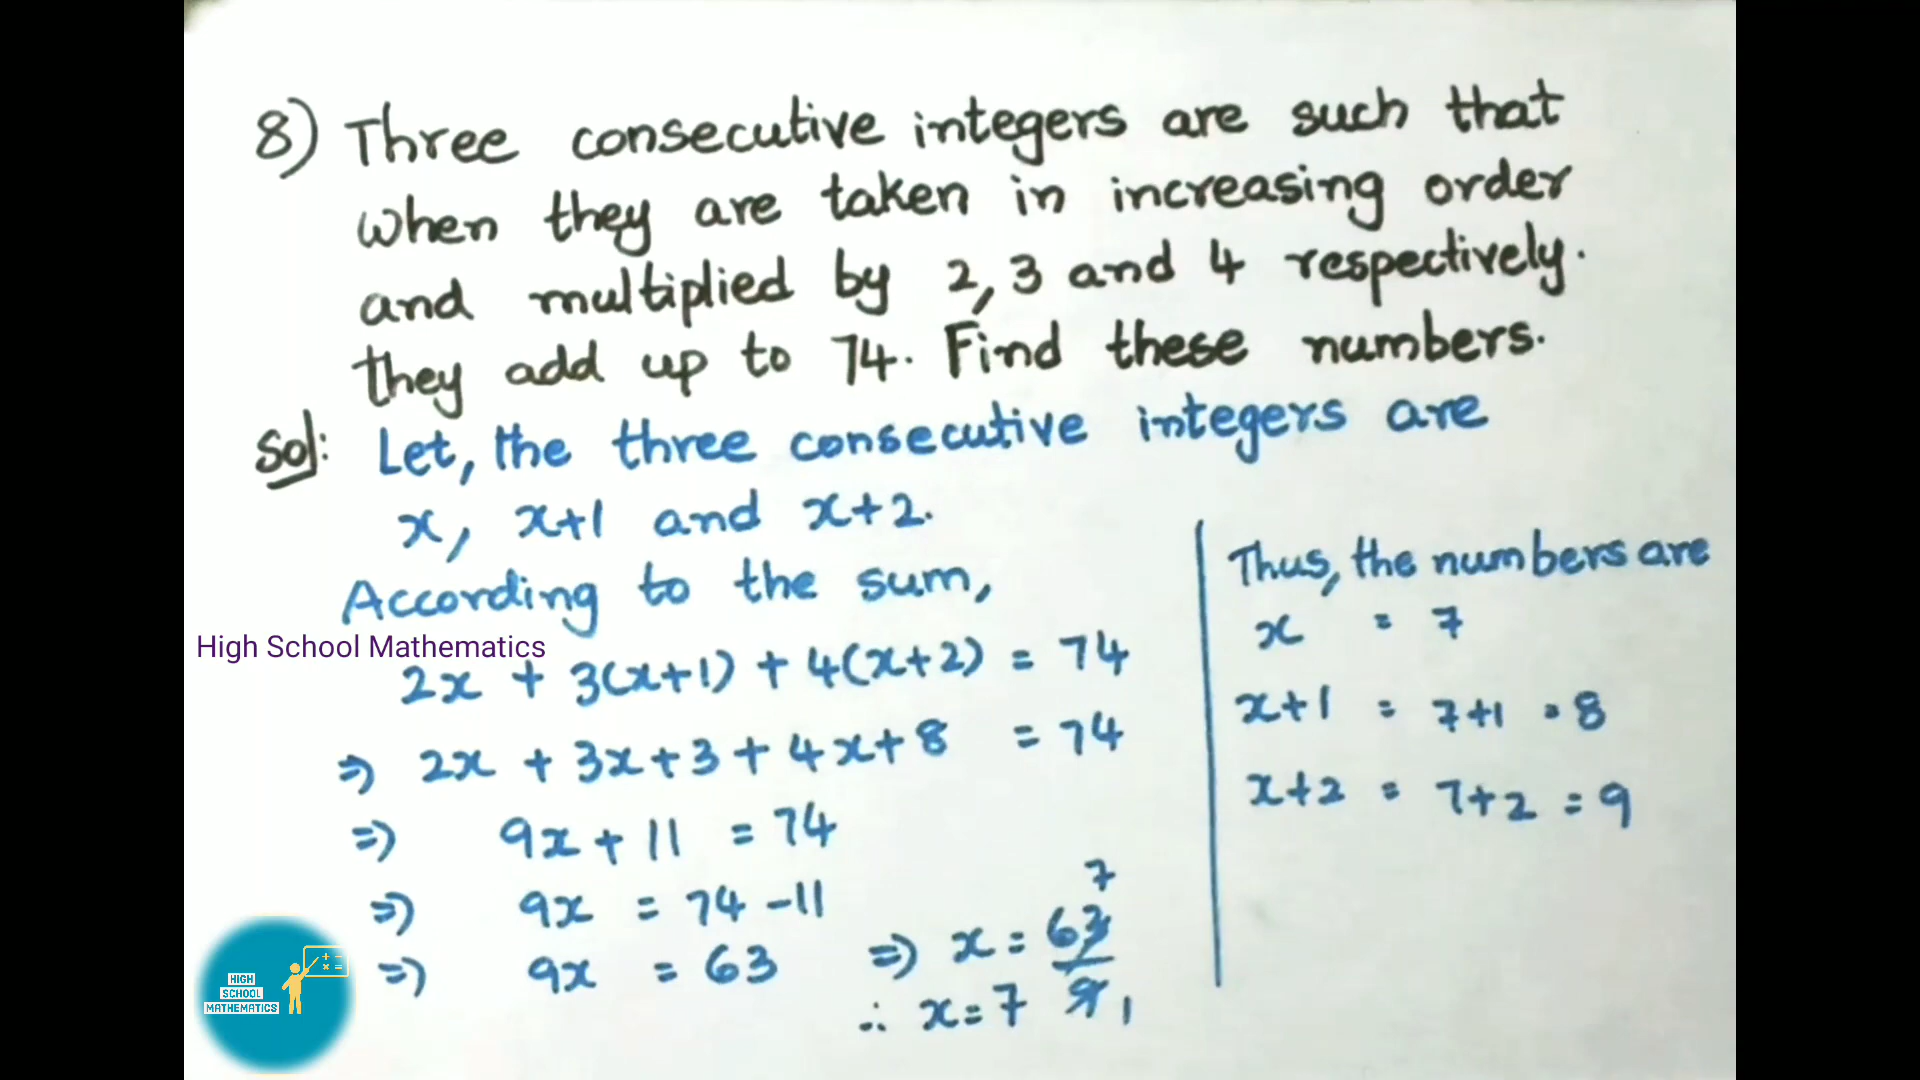 8) Three consecutive integers are such that
when they are taken in increasing order
and multiplied by 2, 3 and 4 respectively.
they add up to 74. Find these numbers.
Sol: Let, the three consecutive integers are
x, x+1 and x+2.
According to the sum,
High School Mathematics
2x + 3(x+1) + 4(x+2) = 74
⇒ 2x + 3x+3 + 4x+8 = 74
⇒ 9x + 11 = 74
⇒ 9x = 74 -11
⇒ 9x = 63 ⇒ x = 63/9 7 1
∴ x=7
Thus, the numbers are
x = 7
x+1 = 7+1 = 8
x+2 = 7+2 = 9
HIGH
SCHOOL
MATHEMATICS
+ -
× =